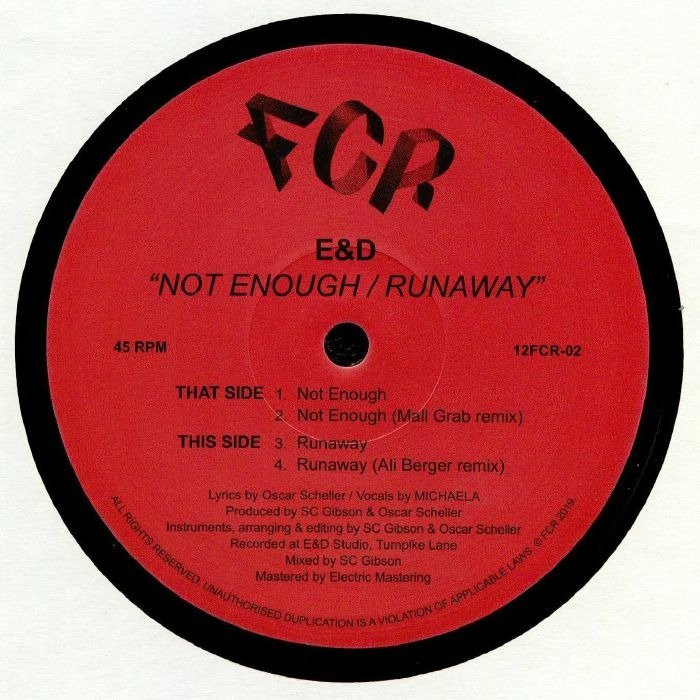 FCR
E&D
“NOT ENOUGH / RUNAWAY”
45 RPM
12FCR-02
THAT SIDE 1. Not Enough
2. Not Enough (Mall Grab remix)
THIS SIDE 3. Runaway
4. Runaway (Ali Berger remix)
Lyrics by Oscar Scheller / Vocals by MICHAELA
Produced by SC Gibson & Oscar Scheller
Instruments, arranging & editing by SC Gibson & Oscar Scheller
Recorded at E&D Studio, Turnpike Lane
Mixed by SC Gibson
Mastered by Electric Mastering
ALL RIGHTS RESERVED. UNAUTHORISED DUPLICATION IS A VIOLATION OF APPLICABLE LAWS. © FCR 2019.